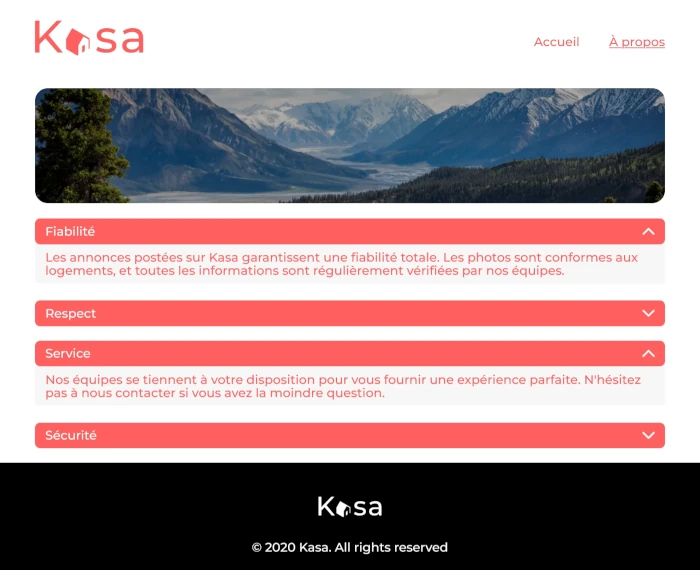 Kasa
Accueil
À propos
Fiabilité
Les annonces postées sur Kasa garantissent une fiabilité totale. Les photos sont conformes aux
logements, et toutes les informations sont régulièrement vérifiées par nos équipes.
Respect
Service
Nos équipes se tiennent à votre disposition pour vous fournir une expérience parfaite. N'hésitez
pas à nous contacter si vous avez la moindre question.
Sécurité
Kasa
© 2020 Kasa. All rights reserved